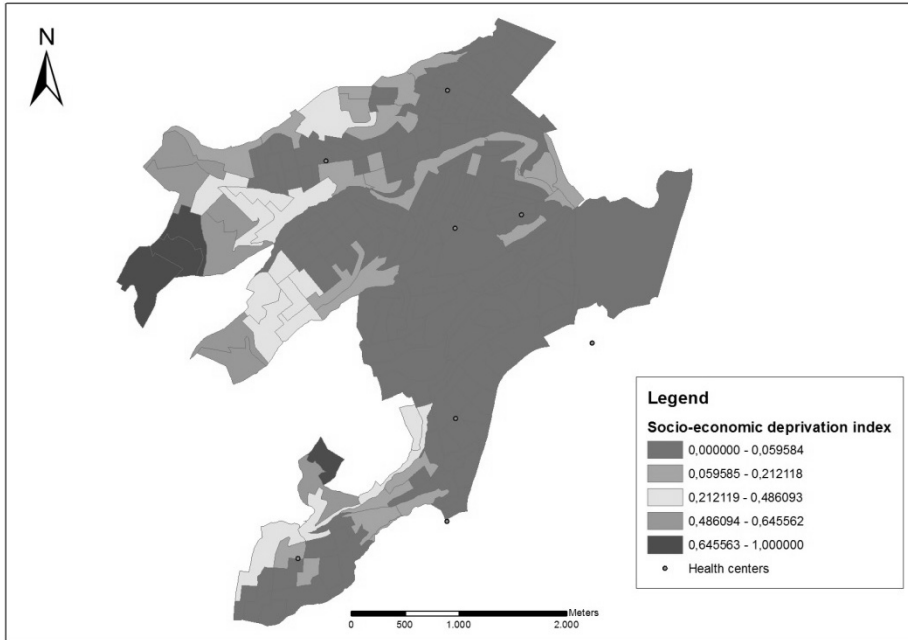 N
Legend
Socio-economic deprivation index
0,000000 - 0,059584
0,059585 - 0,212118
0,212119 - 0,486093
0,486094 - 0,645562
0,645563 - 1,000000
Health centers
Meters
0 500 1.000 2.000